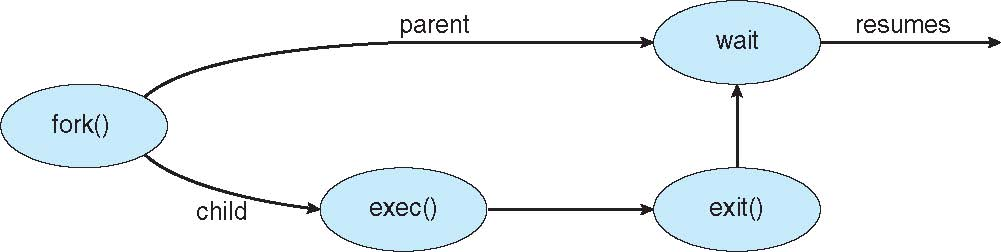 parent
wait
resumes
fork()
child
exec()
exit()